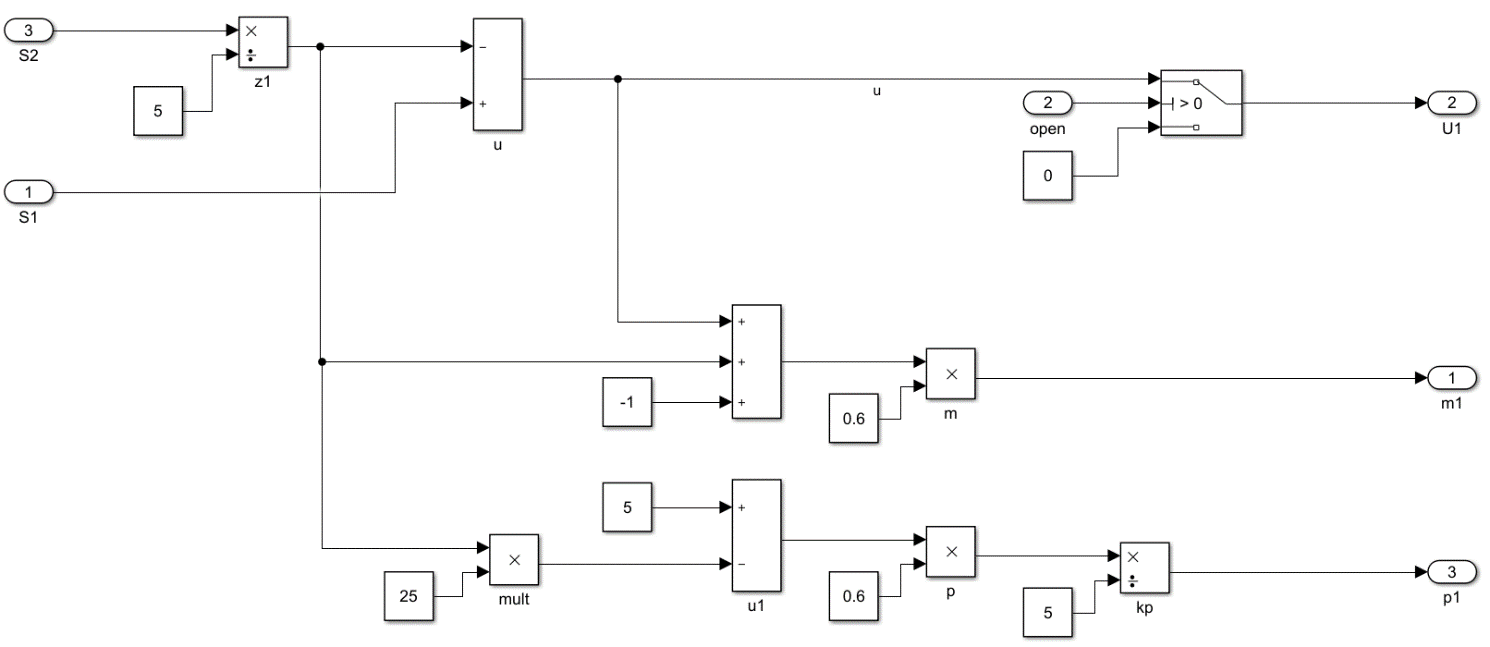 3
S2
×
÷
z1
5
−
+
u
1
S1
u
2
open
> 0
0
2
U1
+
+
+
-1
×
0.6
m
1
m1
5
+
−
u1
×
25
mult
×
0.6
p
×
÷
kp
5
3
p1